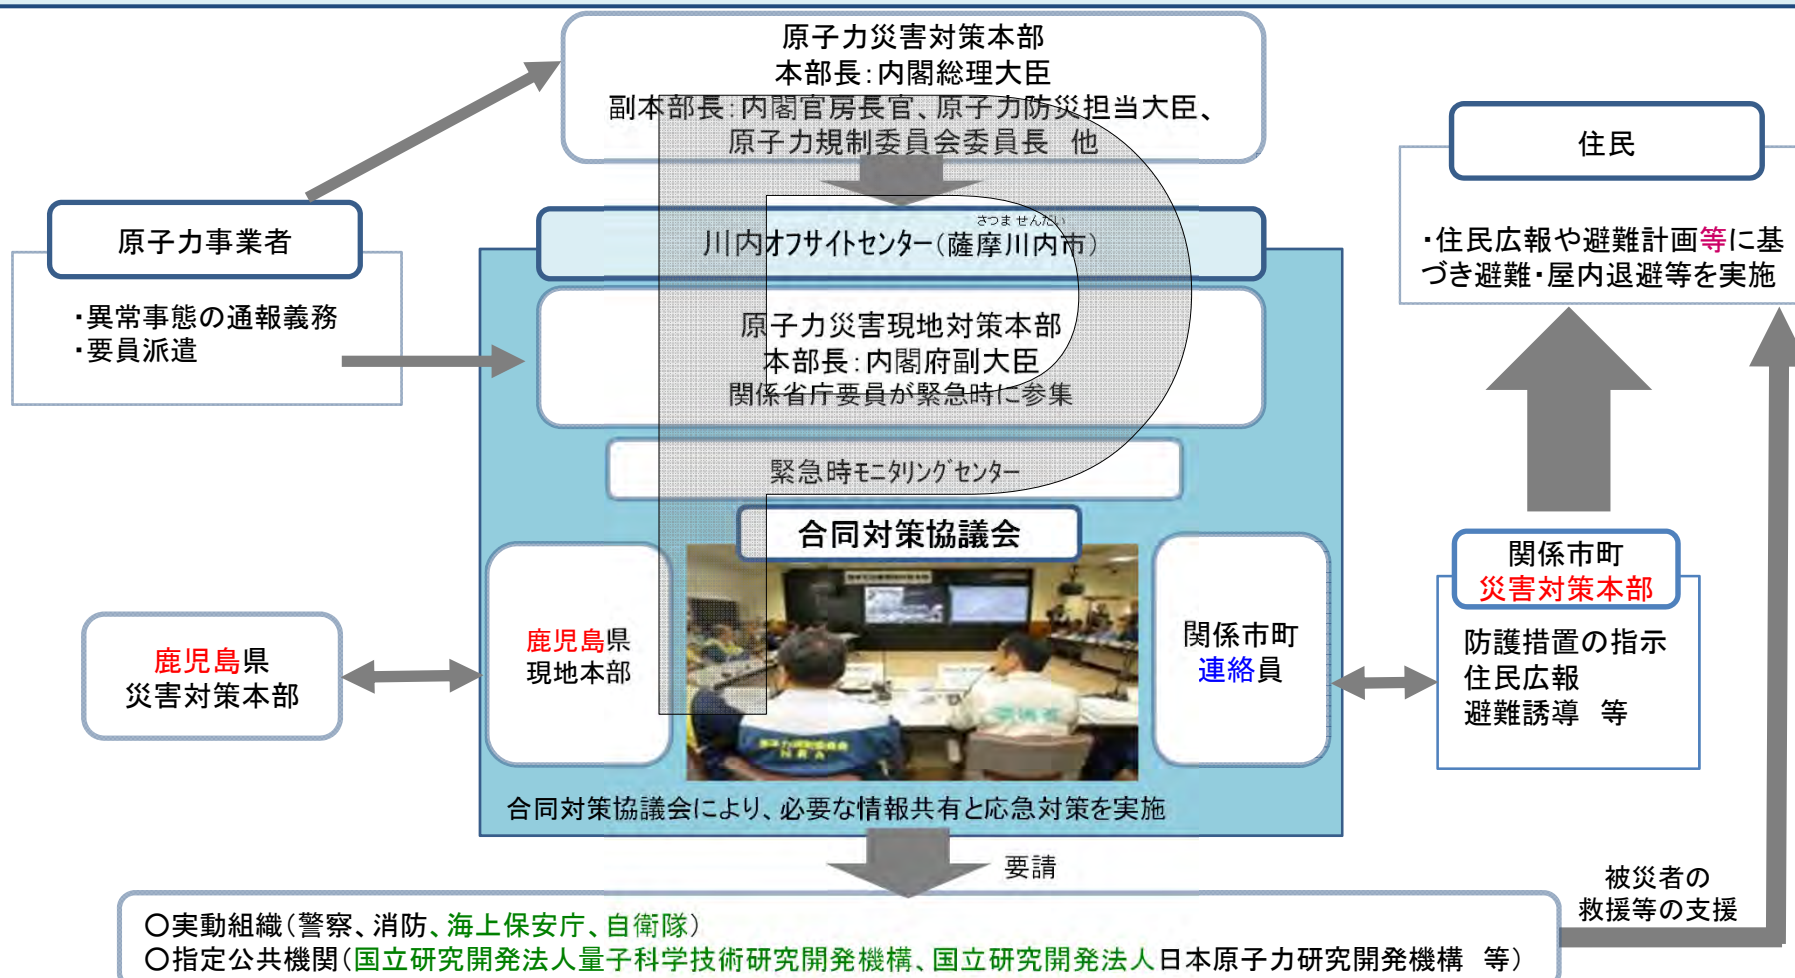 原子力災害対策本部
本部長：内閣総理大臣
副本部長：内閣官房長官、原子力防災担当大臣、
原子力規制委員会委員長　他
住民
・住民広報や避難計画等に基
づき避難・屋内退避等を実施
原子力事業者
・異常事態の通報義務
・要員派遣
さつませんだい
川内オフサイトセンター（薩摩川内市）
原子力災害現地対策本部
本部長：内閣府副大臣
関係省庁要員が緊急時に参集
緊急時モニタリングセンター
合同対策協議会
鹿児島県
災害対策本部
鹿児島県
現地本部
原子力規制委員会
NRA
環境省
関係市町
連絡員
関係市町
災害対策本部
防護措置の指示
住民広報
避難誘導　等
合同対策協議会により、必要な情報共有と応急対策を実施
要請
被災者の
救援等の支援
〇実動組織（警察、消防、海上保安庁、自衛隊）
〇指定公共機関（国立研究開発法人量子科学技術研究開発機構、国立研究開発法人日本原子力研究開発機構　等）